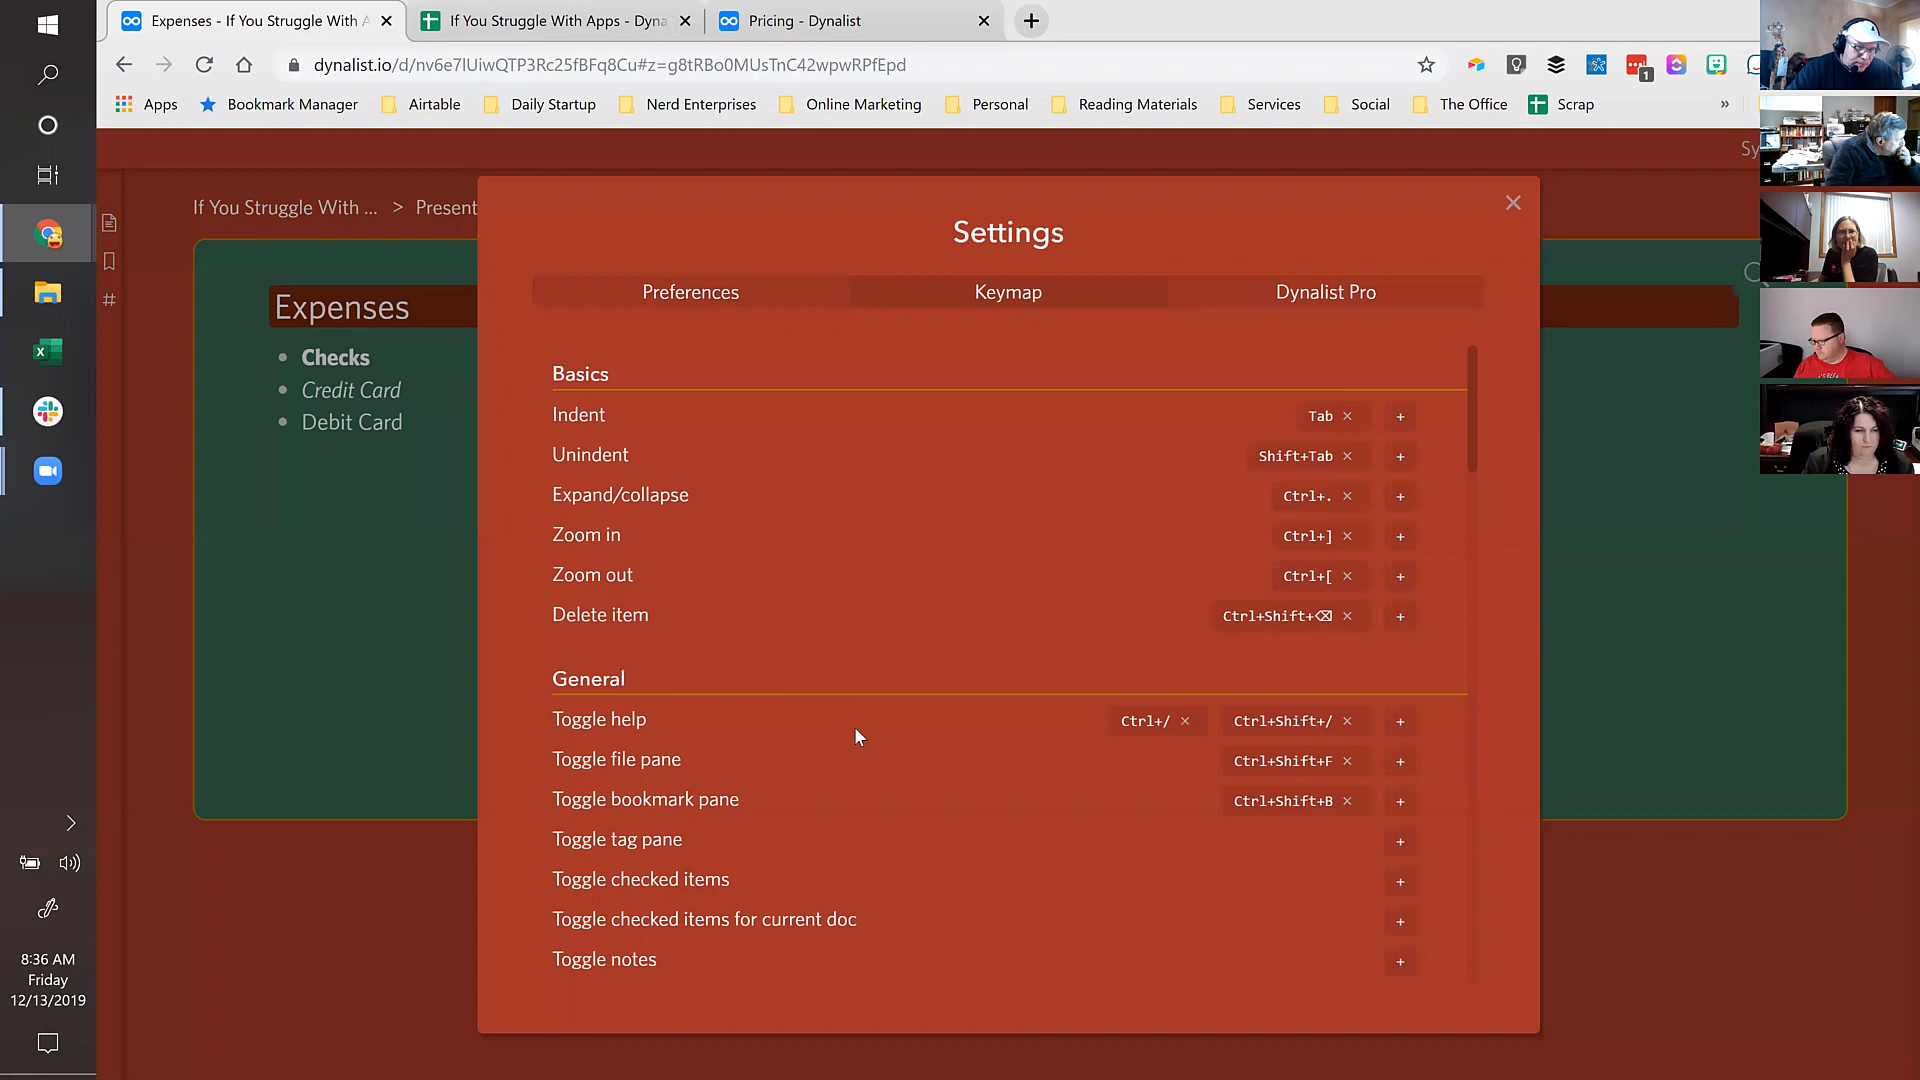 Expenses - If You Struggle With A
If You Struggle With Apps - Dyna
Pricing - Dynalist
dynalist.io/d/nv6e7lUiwQTP3Rc25fBFq8Cu#z=g8tRBo0MUsTnC42wpwRPfEpd
1
Apps
Bookmark Manager
Airtable
Daily Startup
Nerd Enterprises
Online Marketing
Personal
Reading Materials
Services
Social
The Office
Scrap
»
Sy
If You Struggle With ... > Present
Settings
Preferences
Keymap
Dynalist Pro
Expenses
• Checks
• Credit Card
• Debit Card
Basics
Indent Tab × +
Unindent Shift+Tab × +
Expand/collapse Ctrl+. × +
Zoom in Ctrl+] × +
Zoom out Ctrl+[ × +
Delete item Ctrl+Shift+⌫ × +
General
Toggle help Ctrl+/ × Ctrl+Shift+/ × +
Toggle file pane Ctrl+Shift+F × +
Toggle bookmark pane Ctrl+Shift+B × +
Toggle tag pane +
Toggle checked items +
Toggle checked items for current doc +
Toggle notes +
8:36 AM
Friday
12/13/2019